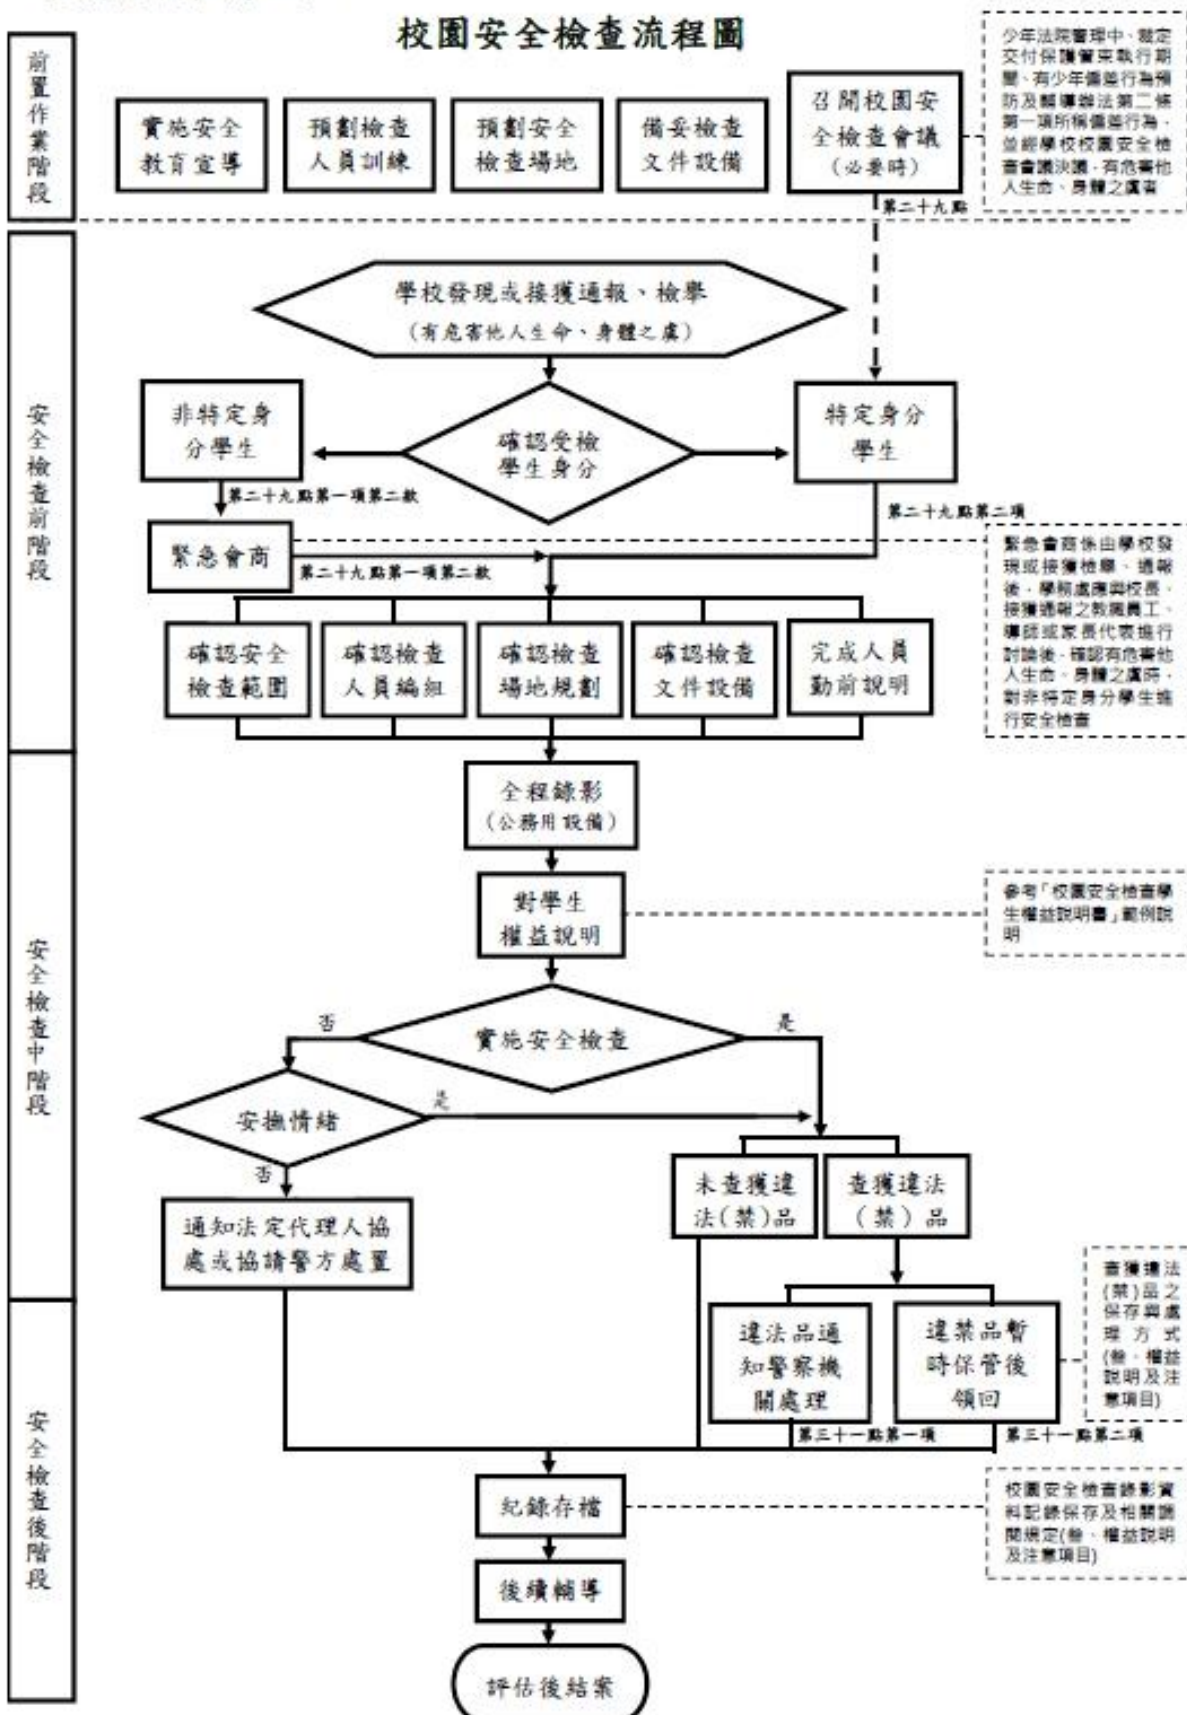 校園安全檢查流程圖
前置作業階段
實施安全
教育宣導
預劃檢查
人員訓練
預劃安全
檢查場地
備妥檢查
文件設備
召開校園安
全檢查會議
(必要時)
少年法院審理中、裁定
交付保護管束執行期
間、有少年偏差行為預
防及輔導辦法第二條
第一項所稱偏差行為，
並經學校校園安全檢
查會議決議，有危害他
人生命、身體之虞者
第二十九點
安全檢查前階段
學校發現或接獲通報、檢舉
(有危害他人生命、身體之虞)
非特定身
分學生
確認受檢
學生身分
特定身分
學生
第二十九點第一項第二款
第二十九點第二項
緊急會商
第二十九點第一項第二款
緊急會商係由學校發
現或接獲檢舉、通報
後，學務處應與校長、
接獲通報之教職員工、
導師或家長代表進行
討論後，確認有危害他
人生命、身體之虞時，
對非特定身分學生進
行安全檢查
確認安全
檢查範圍
確認檢查
人員編組
確認檢查
場地規劃
確認檢查
文件設備
完成人員
勤前說明
安全檢查中階段
全程錄影
(公務用設備)
對學生
權益說明
參考「校園安全檢查學
生權益說明書」範例說
明
實施安全檢查
否
是
安撫情緒
是
否
通知法定代理人協
處或協請警方處置
未查獲違
法(禁)品
查獲違法
(禁)品
查獲違法
(禁)品之
保存與處
理方式
(叁、權益
說明及注
意項目)
違法品通
知警察機
關處理
違禁品暫
時保管後
領回
第三十一點第一項
第三十一點第二項
安全檢查後階段
紀錄存檔
校園安全檢查錄影資
料記錄保存及相關調
閱規定(叁、權益說明
及注意項目)
後續輔導
評估後結案